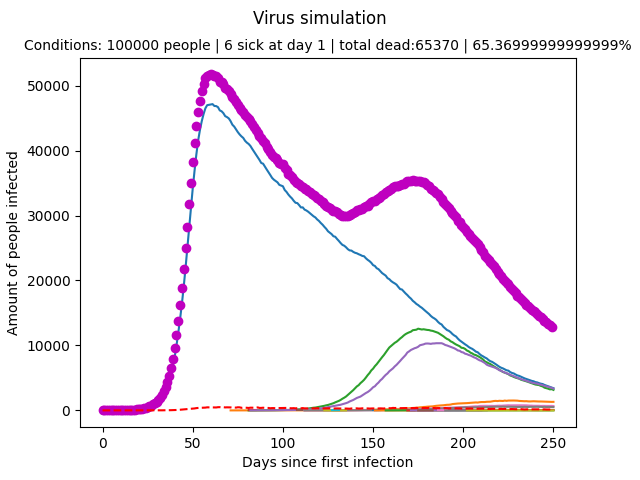 Virus simulation
Conditions: 100000 people | 6 sick at day 1 | total dead:65370 | 65.36999999999999%
50000
40000
30000
20000
10000
0
Amount of people infected
0 50 100 150 200 250
Days since first infection